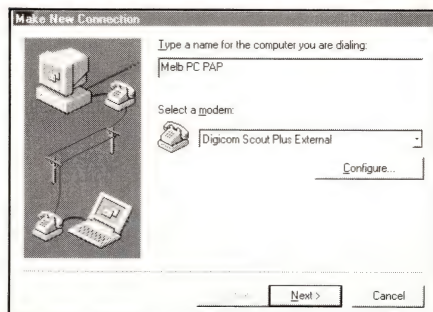 Make New Connection
Type a name for the computer you are dialing:
Melb PC PAP
Select a modem:
Digicom Scout Plus External
Configure...
Next >
Cancel